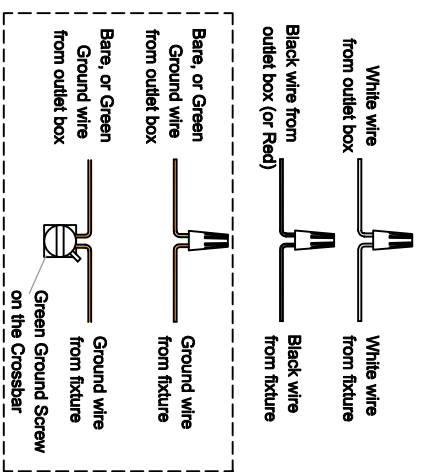 White wire
from outlet box
White wire
from fixture
Black wire from
outlet box (or Red)
Black wire
from fixture
Bare, or Green
Ground wire
from outlet box
Ground wire
from fixture
Bare, or Green
Ground wire
from outlet box
Ground wire
from fixture
Green Ground Screw
on the Crossbar